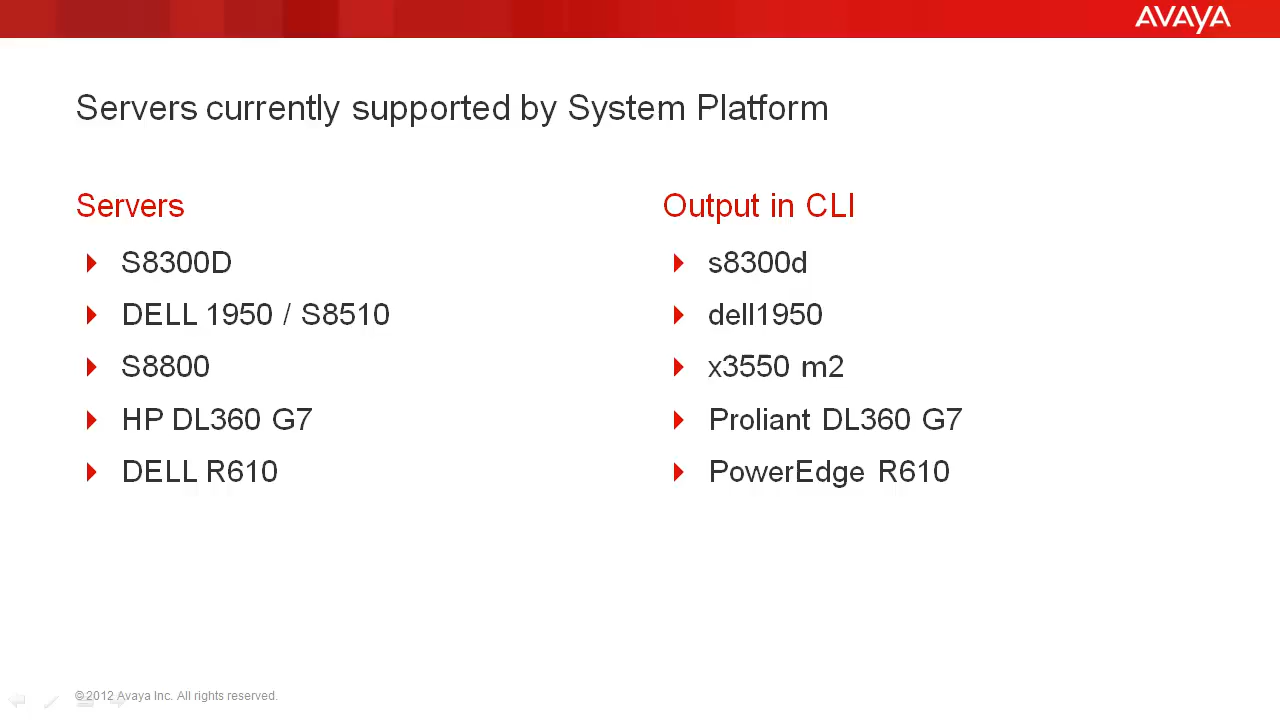 AVAYA
Servers currently supported by System Platform
Servers
S8300D
DELL 1950 / S8510
S8800
HP DL360 G7
DELL R610
Output in CLI
s8300d
dell1950
x3550 m2
Proliant DL360 G7
PowerEdge R610
©2012 Avaya Inc. All rights reserved.